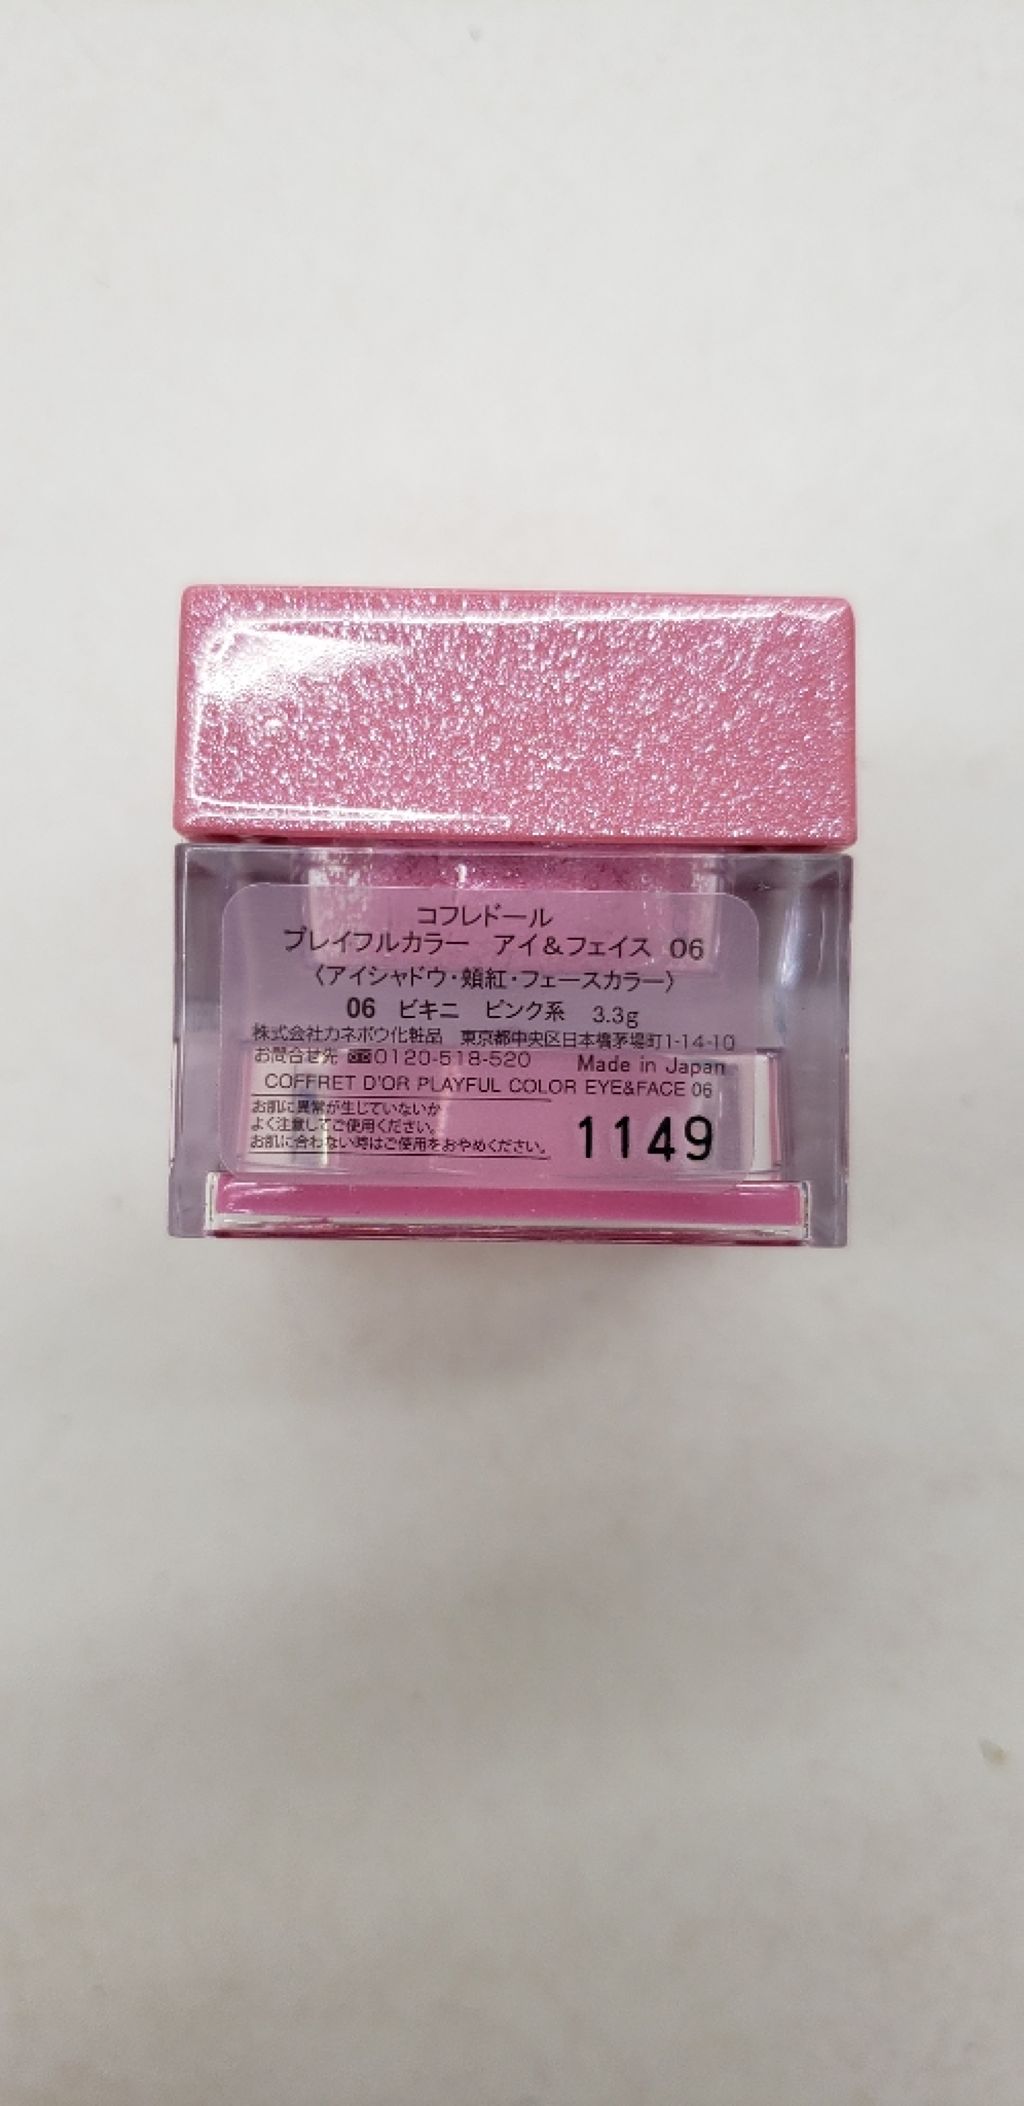 コフレドール
プレイフルカラー アイ＆フェイス 06
〈アイシャドウ・頬紅・フェースカラー〉
06 ビキニ ピンク系 3.3g
株式会社カネボウ化粧品 東京都中央区日本橋茅場町1-14-10
お問合せ先 0120-518-520 Made in Japan
COFFRET D'OR PLAYFUL COLOR EYE&FACE 06
お肌に異常が生じていないか
よく注意してご使用ください。
お肌に合わない時はご使用をおやめください。
1149